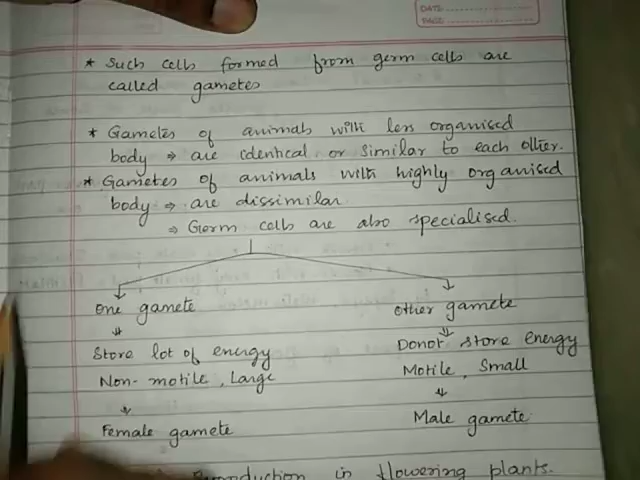 DATE:
PAGE:
* Such cells formed from germ cells are
called gametes
* Gametes of animals with less organised
body → are identical or similar to each other.
* Gametes of animals with highly organised
body → are dissimilar
⇒ Germ cells are also specialised.
One gamete
Other gamete
Store lot of energy
Donot store energy
Non-motile, Large
Motile, Small
Female gamete
Male gamete
in flowering plants.